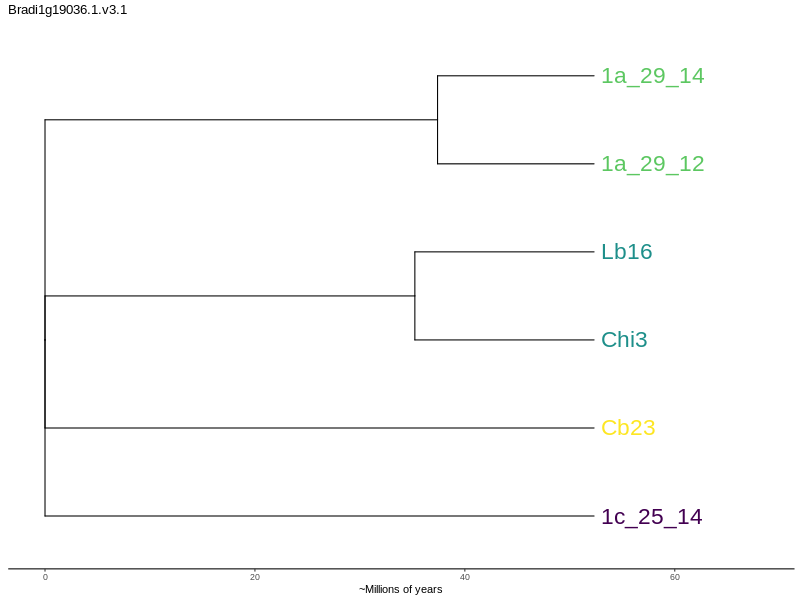 Bradi1g19036.1.v3.1
1a_29_14
1a_29_12
Lb16
Chi3
Cb23
1c_25_14
0 20 40 60
~Millions of years